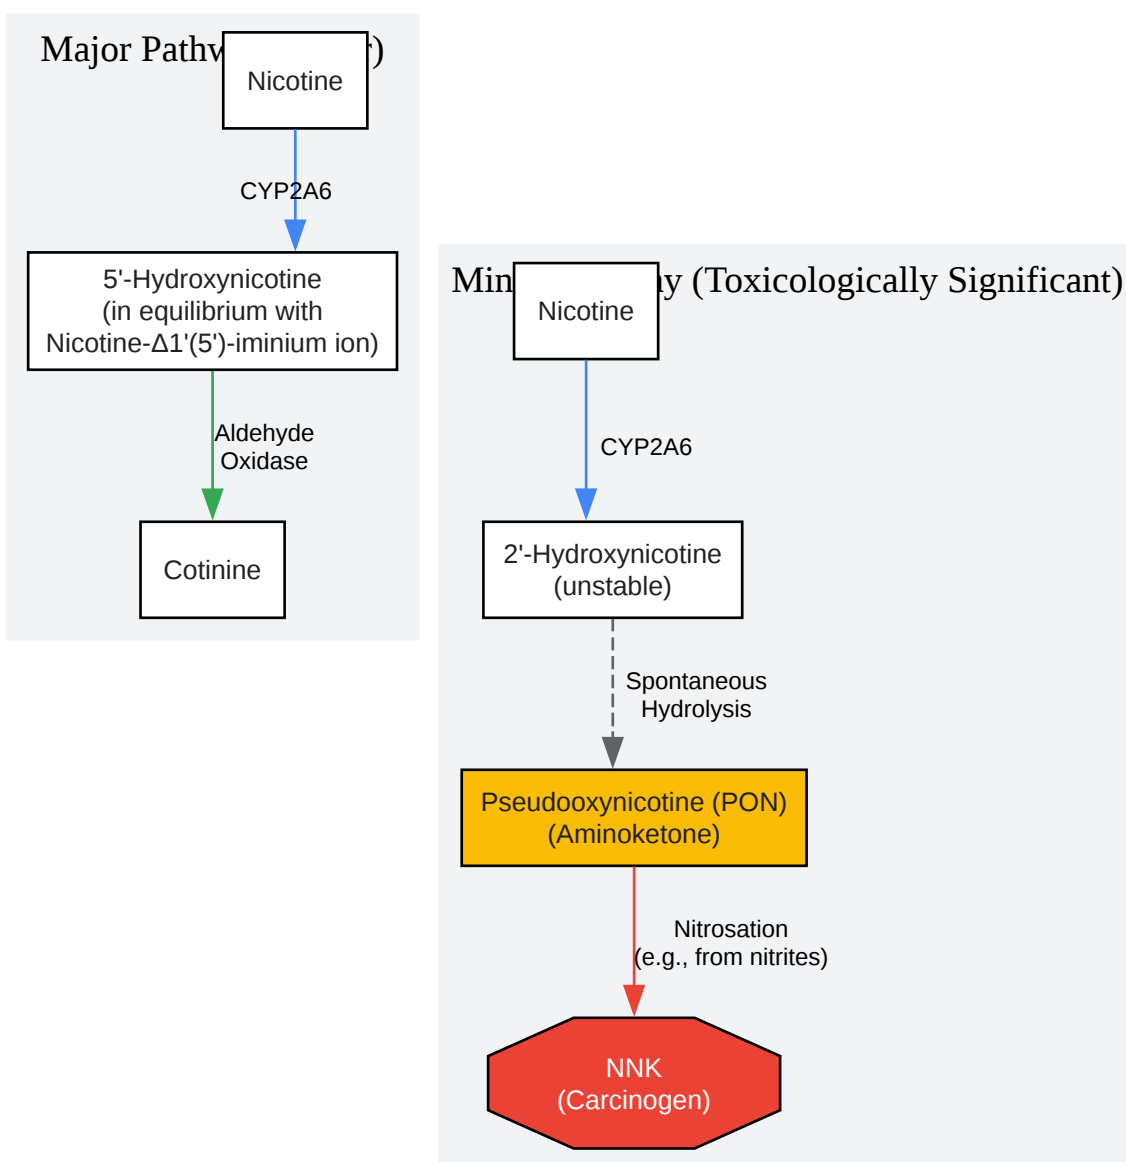 Major Pathw r)
Nicotine
CYP2A6
5'-Hydroxynicotine
(in equilibrium with
Nicotine-Δ1'(5')-iminium ion)
Aldehyde
Oxidase
Cotinine
Min y (Toxicologically Significant)
Nicotine
CYP2A6
2'-Hydroxynicotine
(unstable)
Spontaneous
Hydrolysis
Pseudooxynicotine (PON)
(Aminoketone)
Nitrosation
(e.g., from nitrites)
NNK
(Carcinogen)